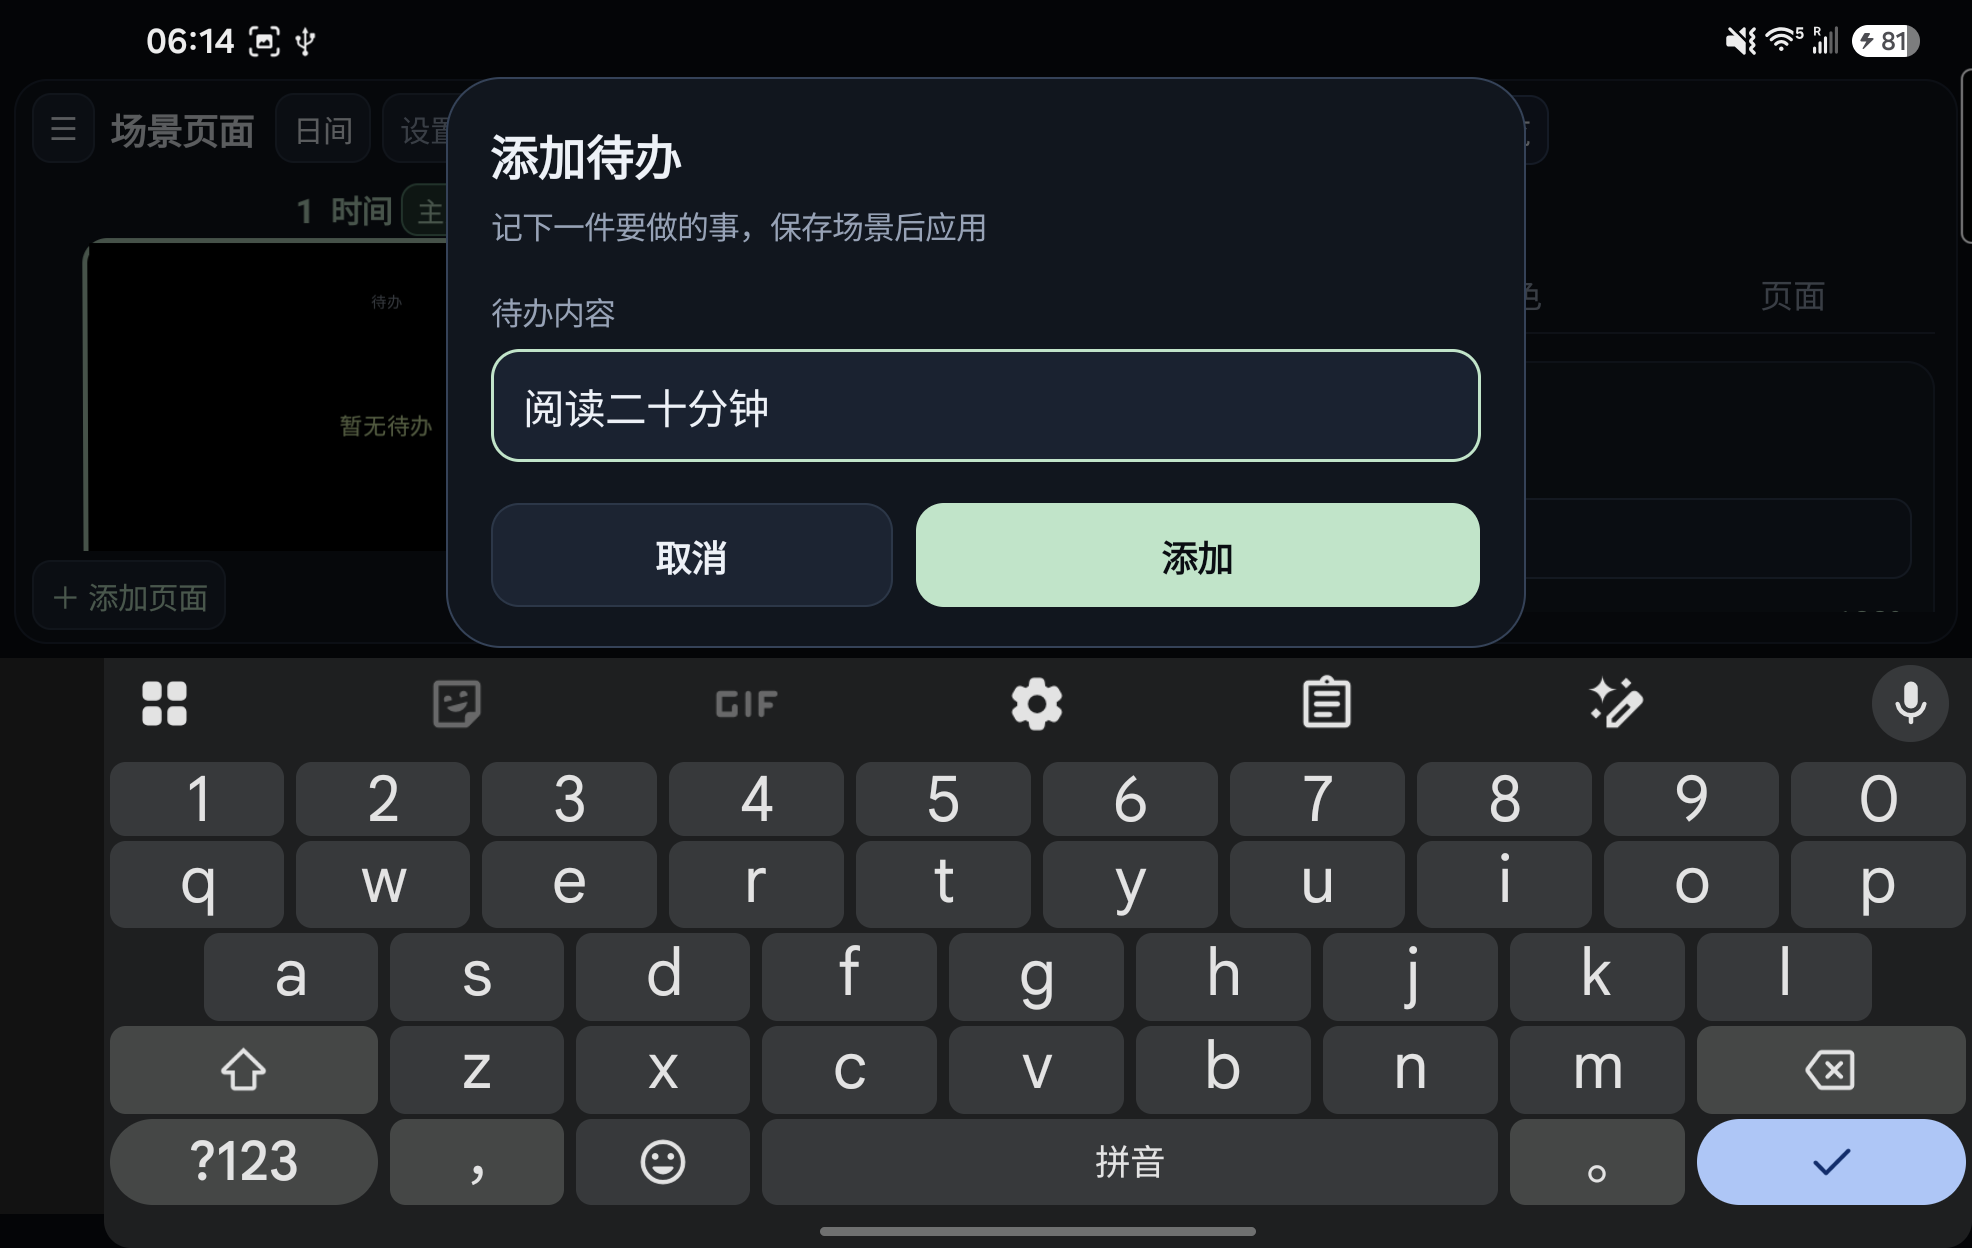 06:14
5
R
81
场景页面
日间
添加待办
记下一件要做的事，保存场景后应用
1 时间
主
待办
暂无待办
待办内容
阅读二十分钟
页面
取消
添加
添加页面
GIF
1 2 3 4 5 6 7 8 9 0
q w e r t y u i o p
a s d f g h j k l
z x c v b n m
?123 ， 拼音 。